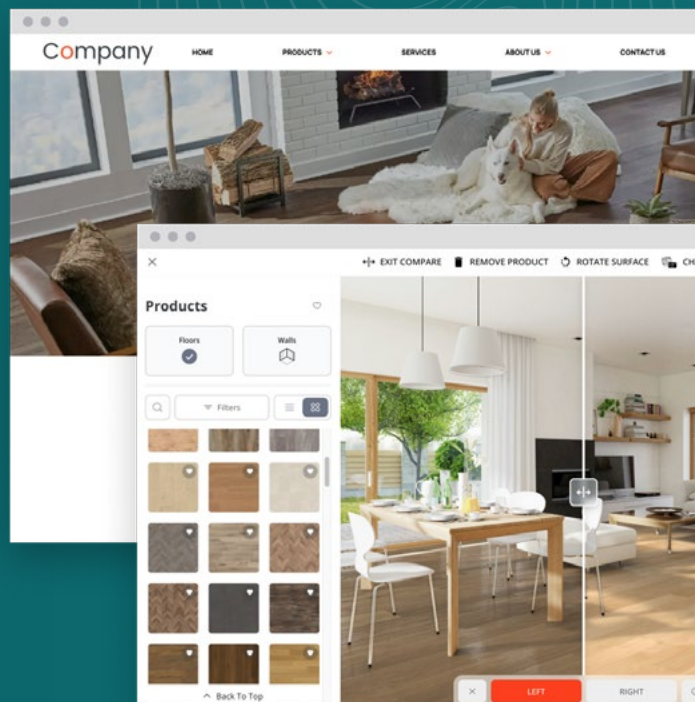 Company
HOME
PRODUCTS
SERVICES
ABOUT US
CONTACT US
EXIT COMPARE
REMOVE PRODUCT
ROTATE SURFACE
CH
Products
Floors
Walls
Filters
Back To Top
LEFT
RIGHT